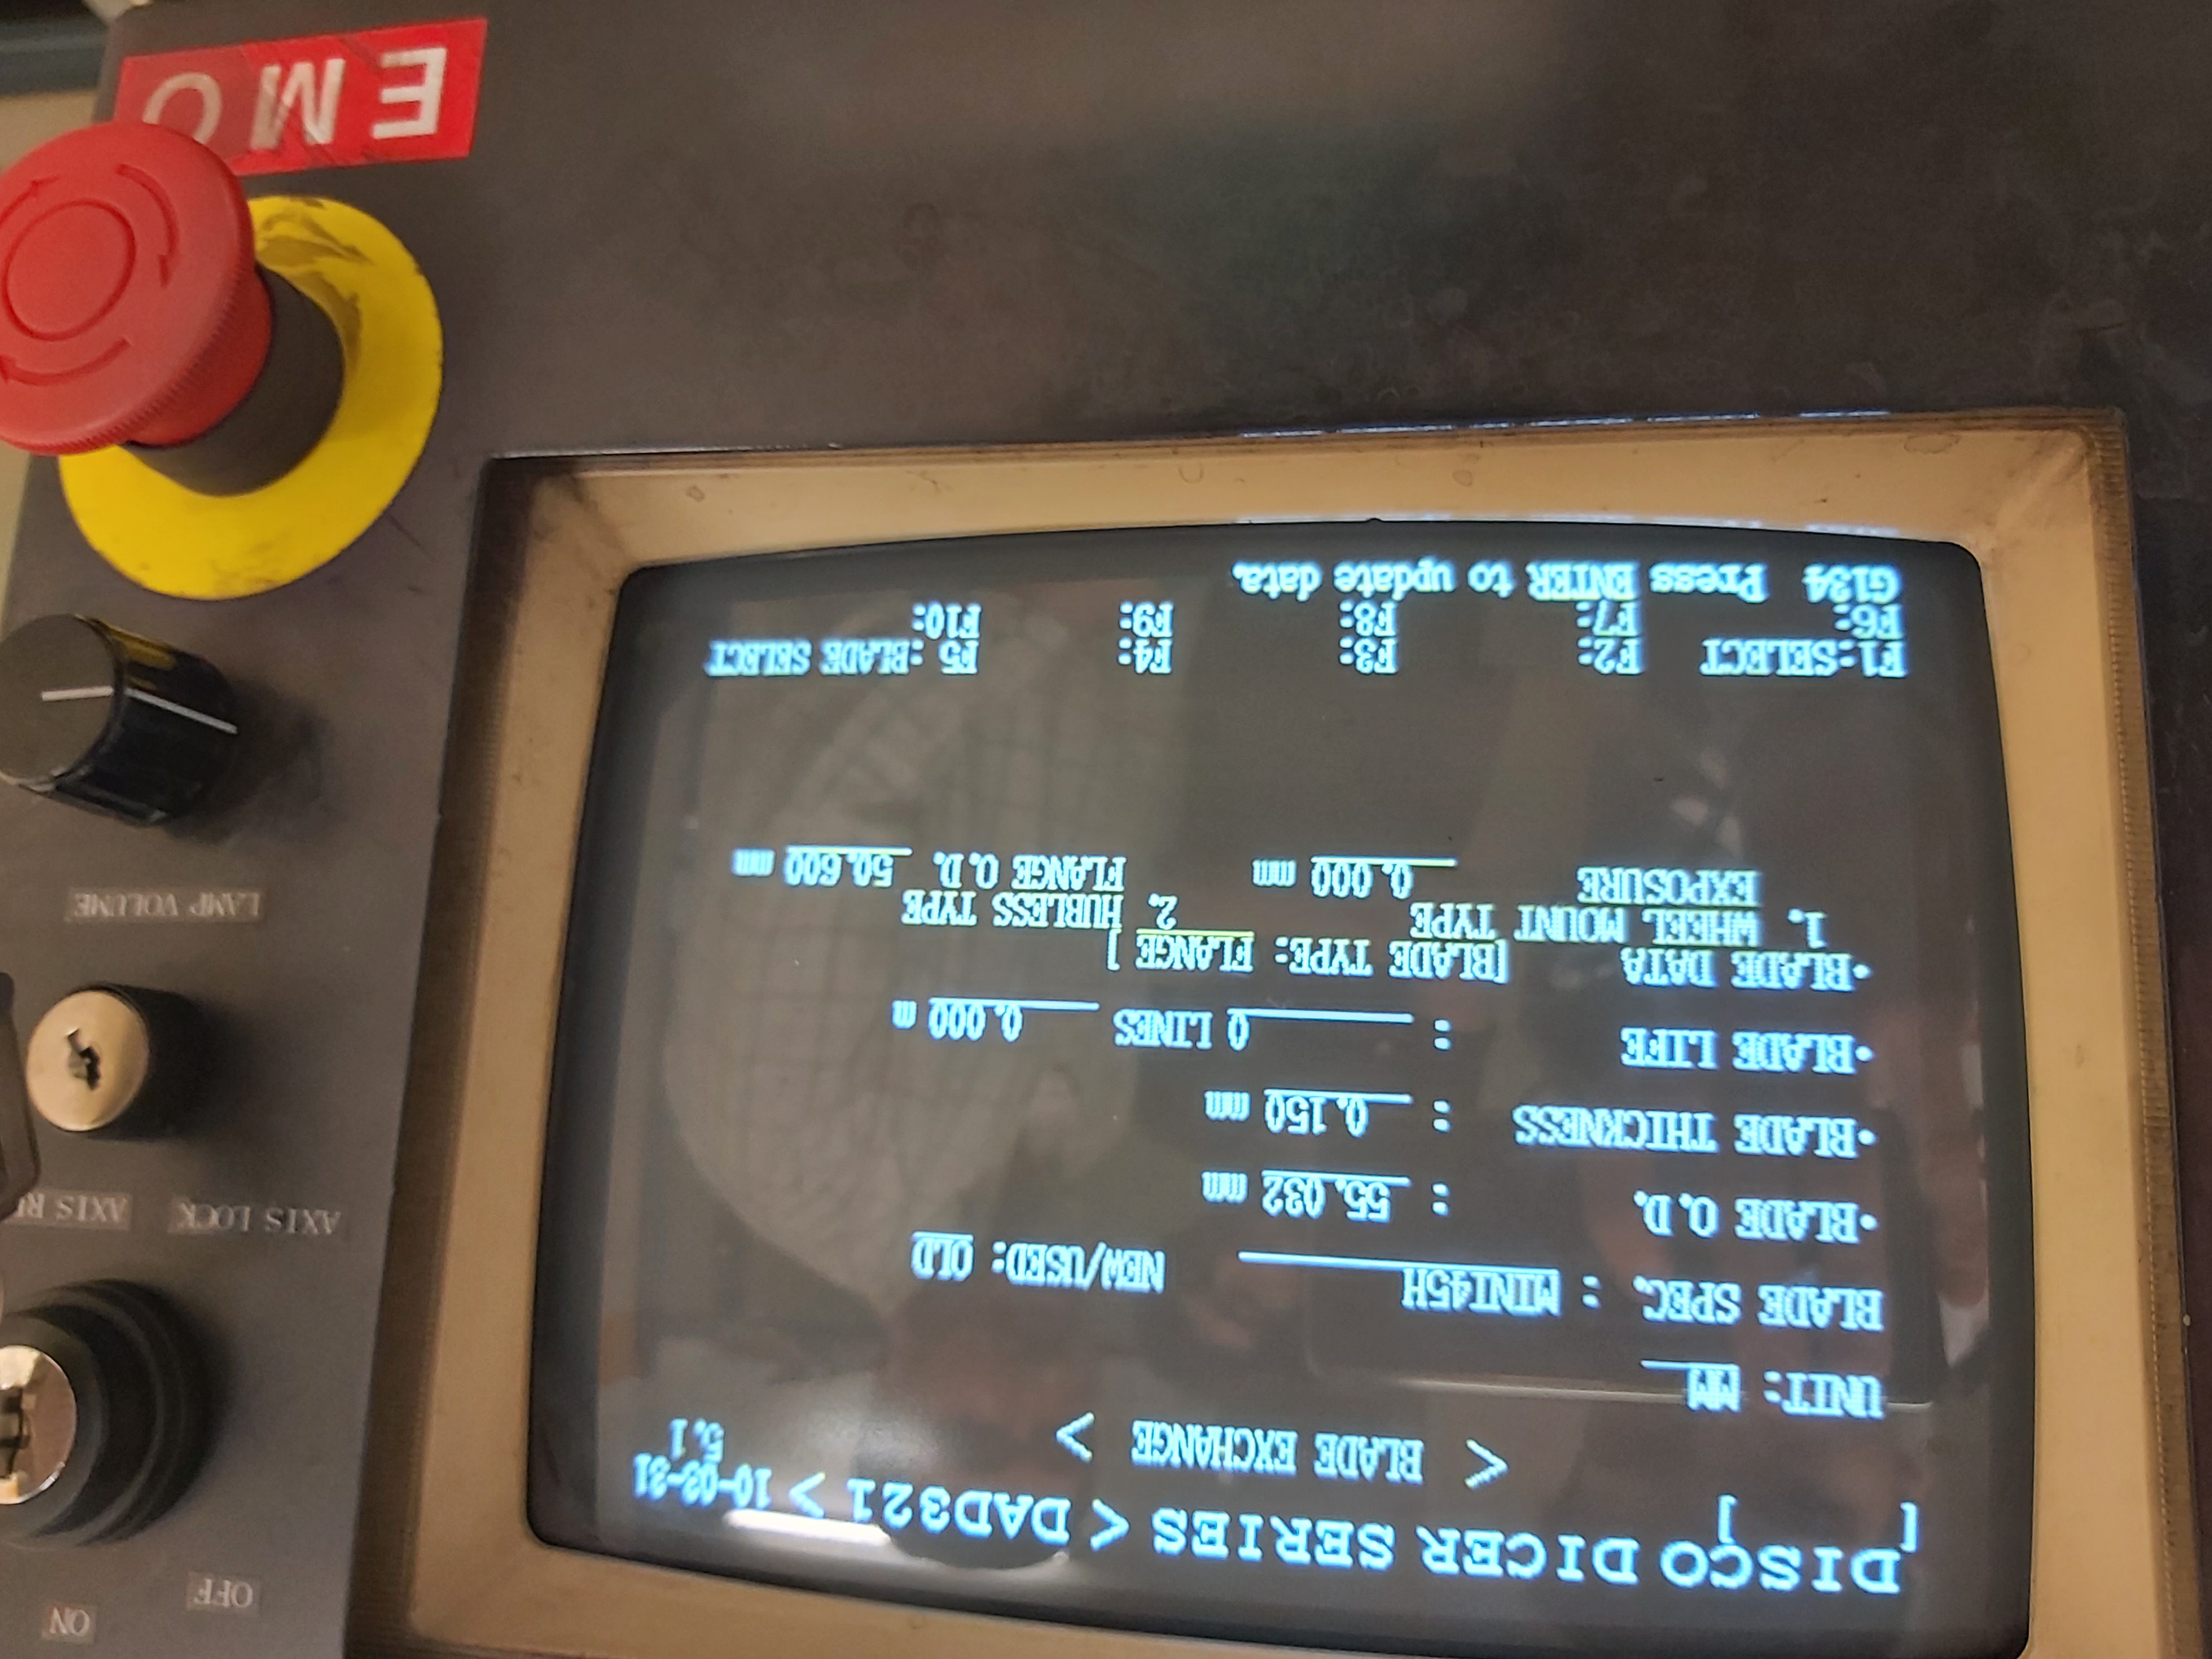 DISCO DICER SERIES < DAD321 > 10-03-31
[ ]
5.1
< BLADE EXCHANGE >
UNIT: MM
BLADE SPEC. : MINI45H NEW/USED: OLD
•BLADE O.D. : 55.032 mm
•BLADE THICKNESS : 0.150 mm
•BLADE LIFE : 0 LINES 0.000 m
•BLADE DATA [BLADE TYPE: FLANGE ]
1. WHEEL MOUNT TYPE 2. HUBLESS TYPE
EXPOSURE 0.000 mm FLANGE O.D. 50.600 mm
F1:SELECT F2: F3: F4: F5 :BLADE SELECT
F6: F7: F8: F9: F10:
G134 Press ENTER to update data.
OFF ON
AXIS LOCK AXIS
LAMP VOLUME
EMO